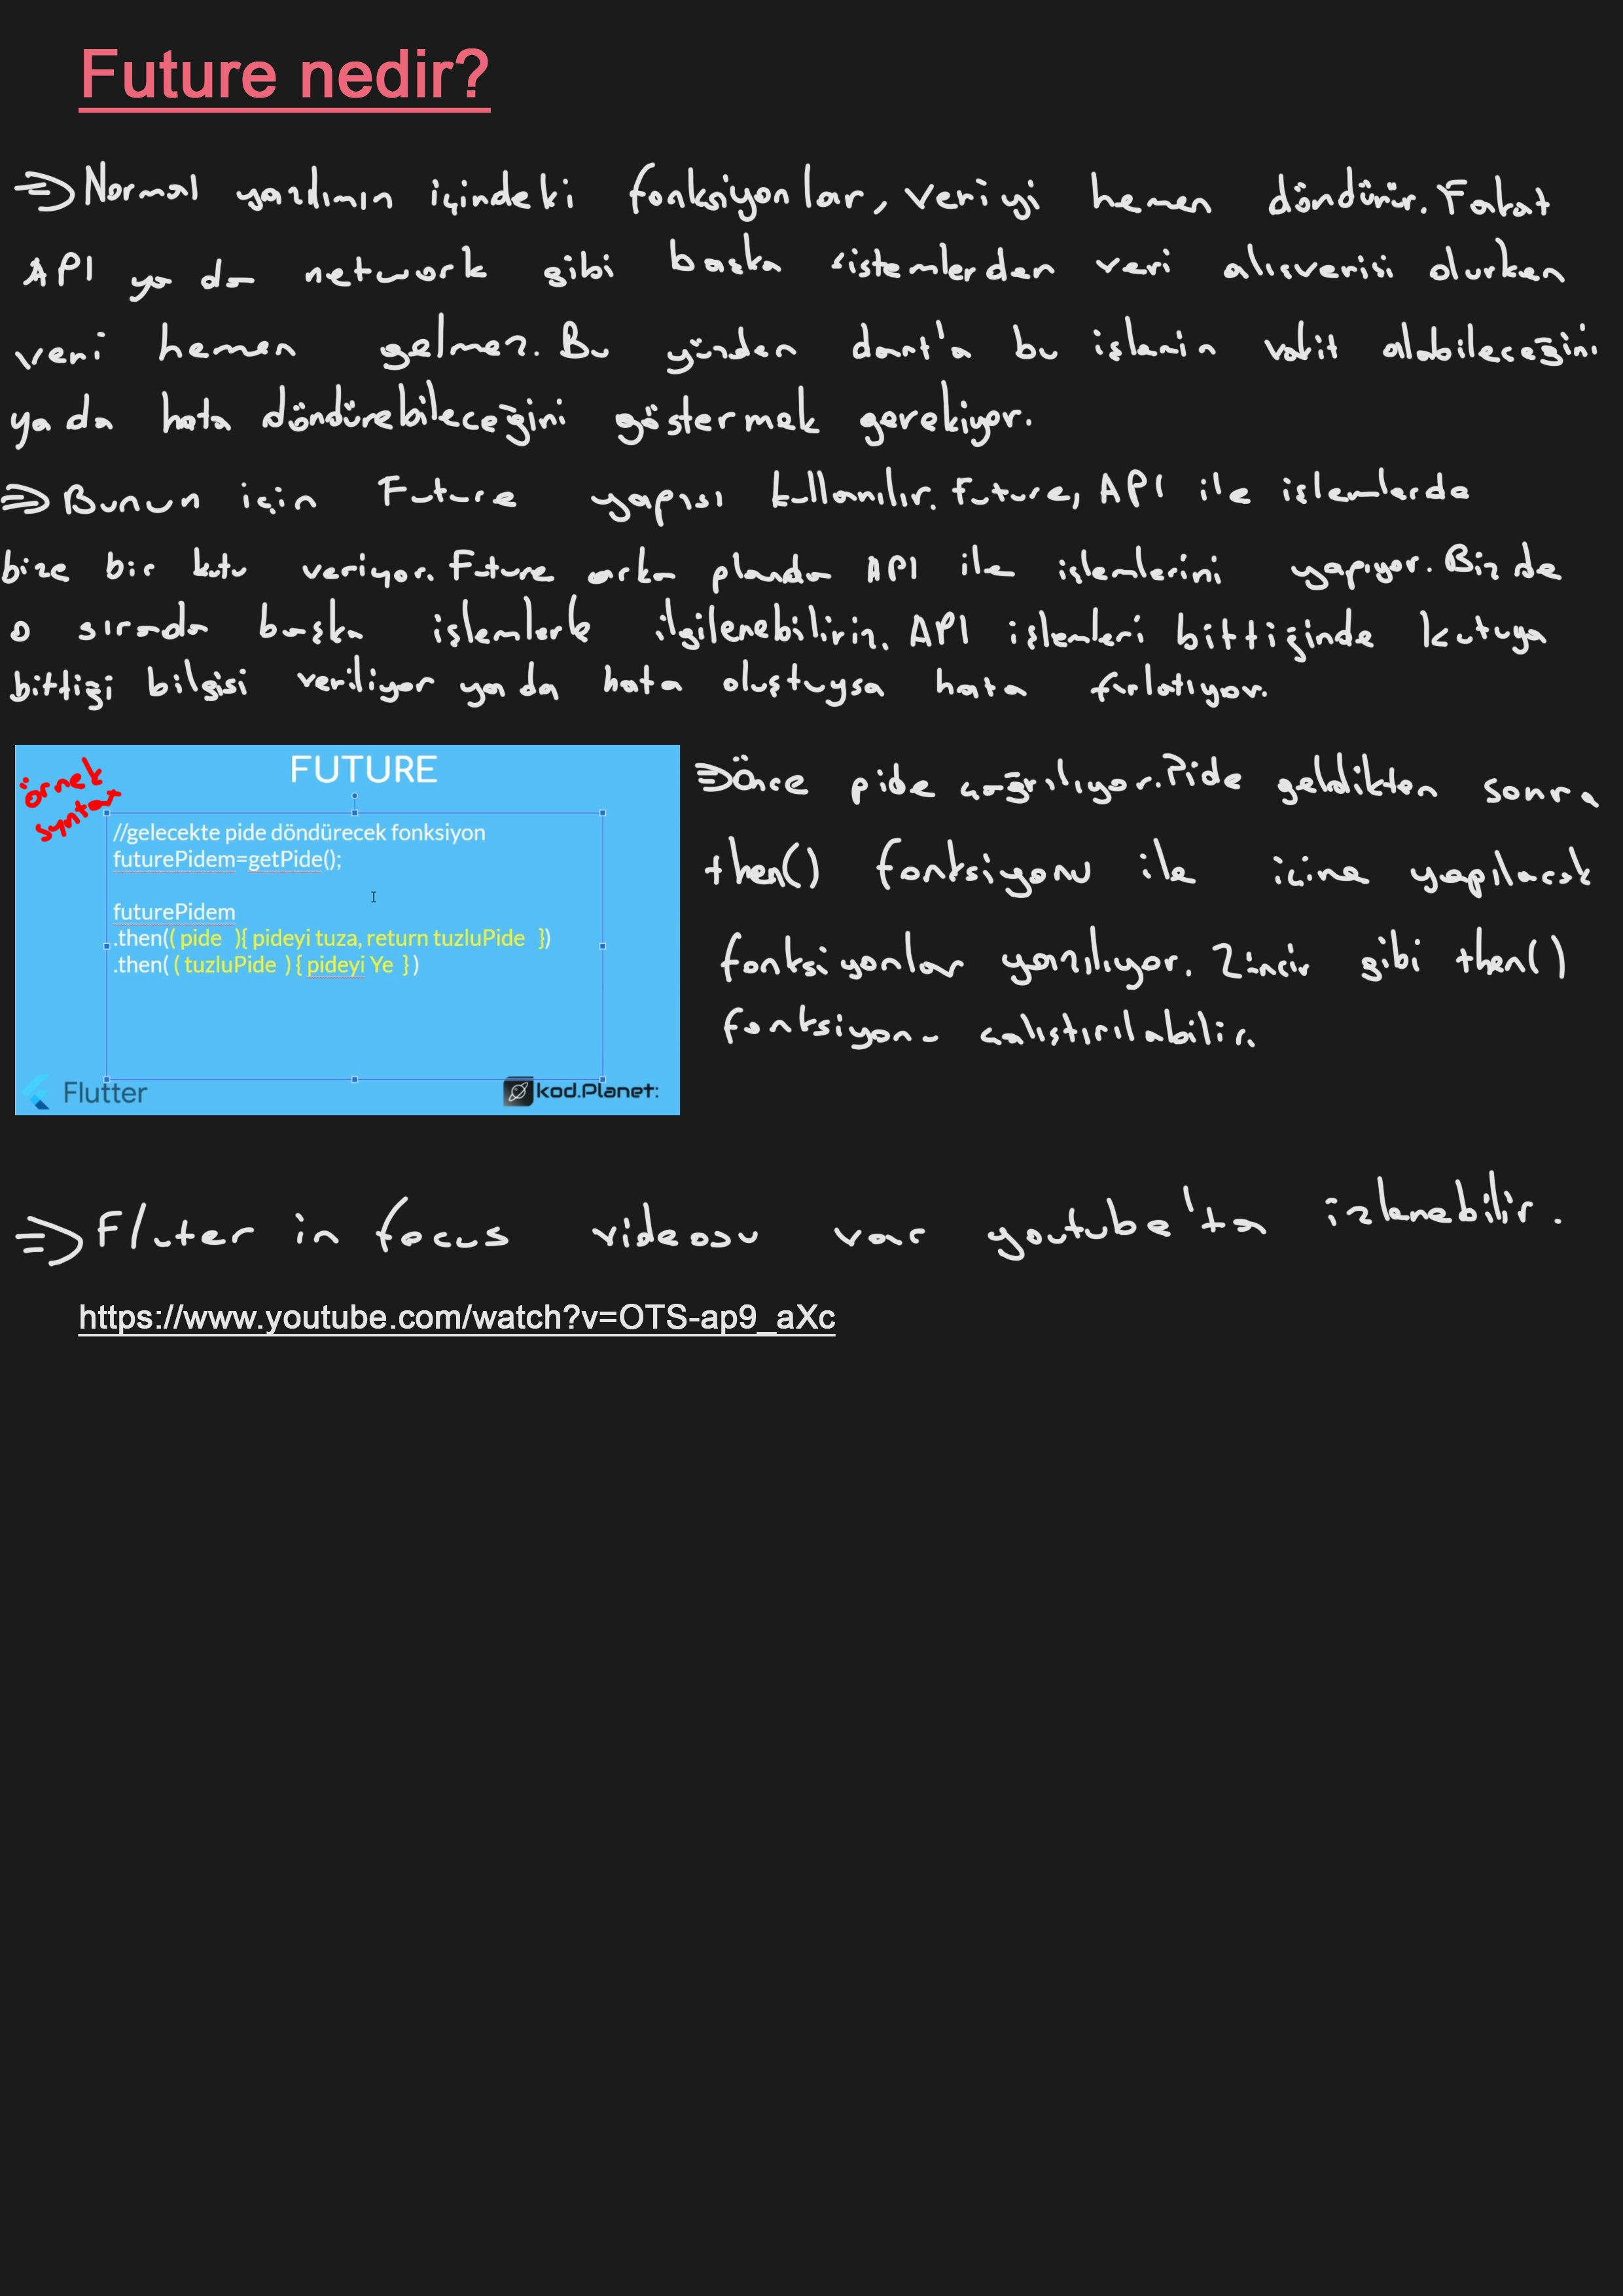 Future nedir?
⇒ Normal yazılımın içindeki fonksiyonlar, veriyi hemen döndürür. Fakat
API ya da network gibi başka sistemlerden veri alışverişi olurken
veri hemen gelmez. Bu yüzden dart'a bu işlemin vakit alabileceğini
ya da hata döndürebileceğini göstermek gerekiyor.
⇒ Bunun için Future yapısı kullanılır. Future, API ile işlemlerde
bize bir kutu veriyor. Future arka planda API ile işlemlerini yapıyor. Biz de
o sırada başka işlemlerle ilgilenebiliriz. API işlemleri bittiğinde kutuya
bittiği bilgisi veriliyor ya da hata oluştuysa hata fırlatıyor.
örnek
syntax
FUTURE
//gelecekte pide döndürecek fonksiyon
futurePidem=getPide();
futurePidem
.then(( pide ){ pideyi tuza, return tuzluPide })
.then( ( tuzluPide ) { pideyi Ye } )
Flutter
kod.Planet:
⇒ Önce pide çağrılıyor. Pide geldikten sonra
then() fonksiyonu ile içine yapılacak
fonksiyonlar yazılıyor. Zincir gibi then()
fonksiyonu çalıştırılabilir.
⇒ Fluter in focus videosu var youtube'ta izlenebilir.
https://www.youtube.com/watch?v=OTS-ap9_aXc